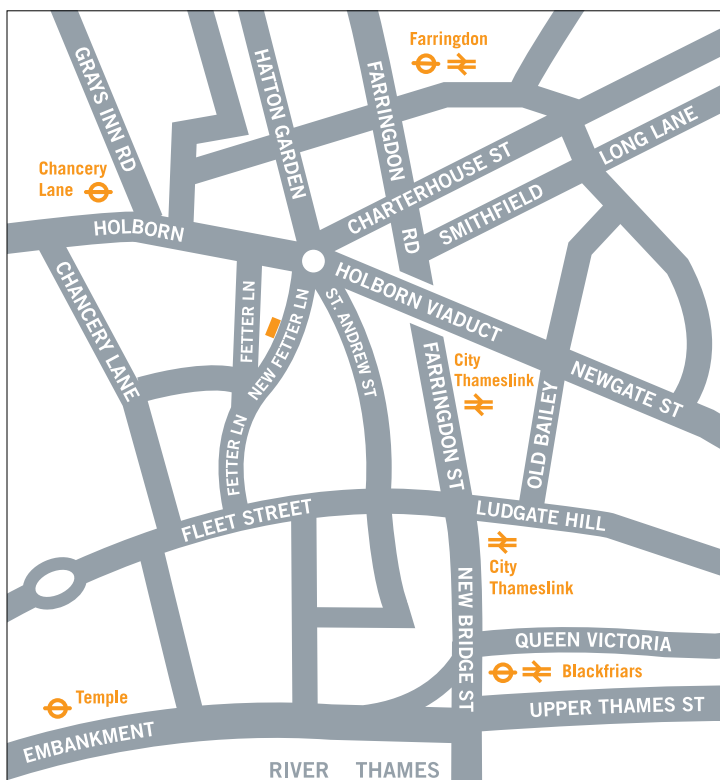 Farringdon
GRAYS INN RD
HATTON GARDEN
FARRINGDON
RD
CHARTERHOUSE ST
LONG LANE
SMITHFIELD
Chancery
Lane
HOLBORN
HOLBORN VIADUCT
CHANCERY LANE
FETTER LN
NEW FETTER LN
ST. ANDREW ST
FARRINGDON ST
City
Thameslink
NEWGATE ST
OLD BAILEY
FETTER LN
FLEET STREET
LUDGATE HILL
City
Thameslink
NEW BRIDGE ST
QUEEN VICTORIA
Blackfriars
Temple
UPPER THAMES ST
EMBANKMENT
RIVER THAMES